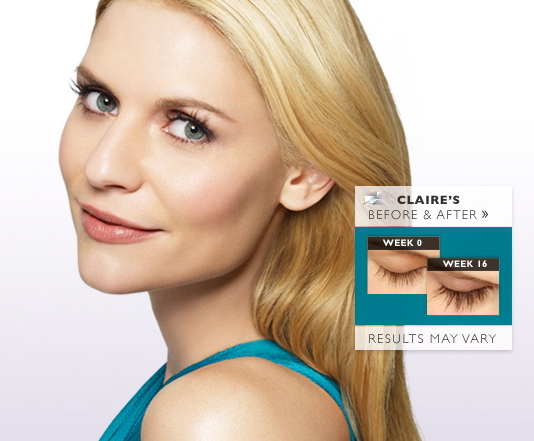 CLAIRE'S
BEFORE & AFTER »
WEEK 0
WEEK 16
RESULTS MAY VARY